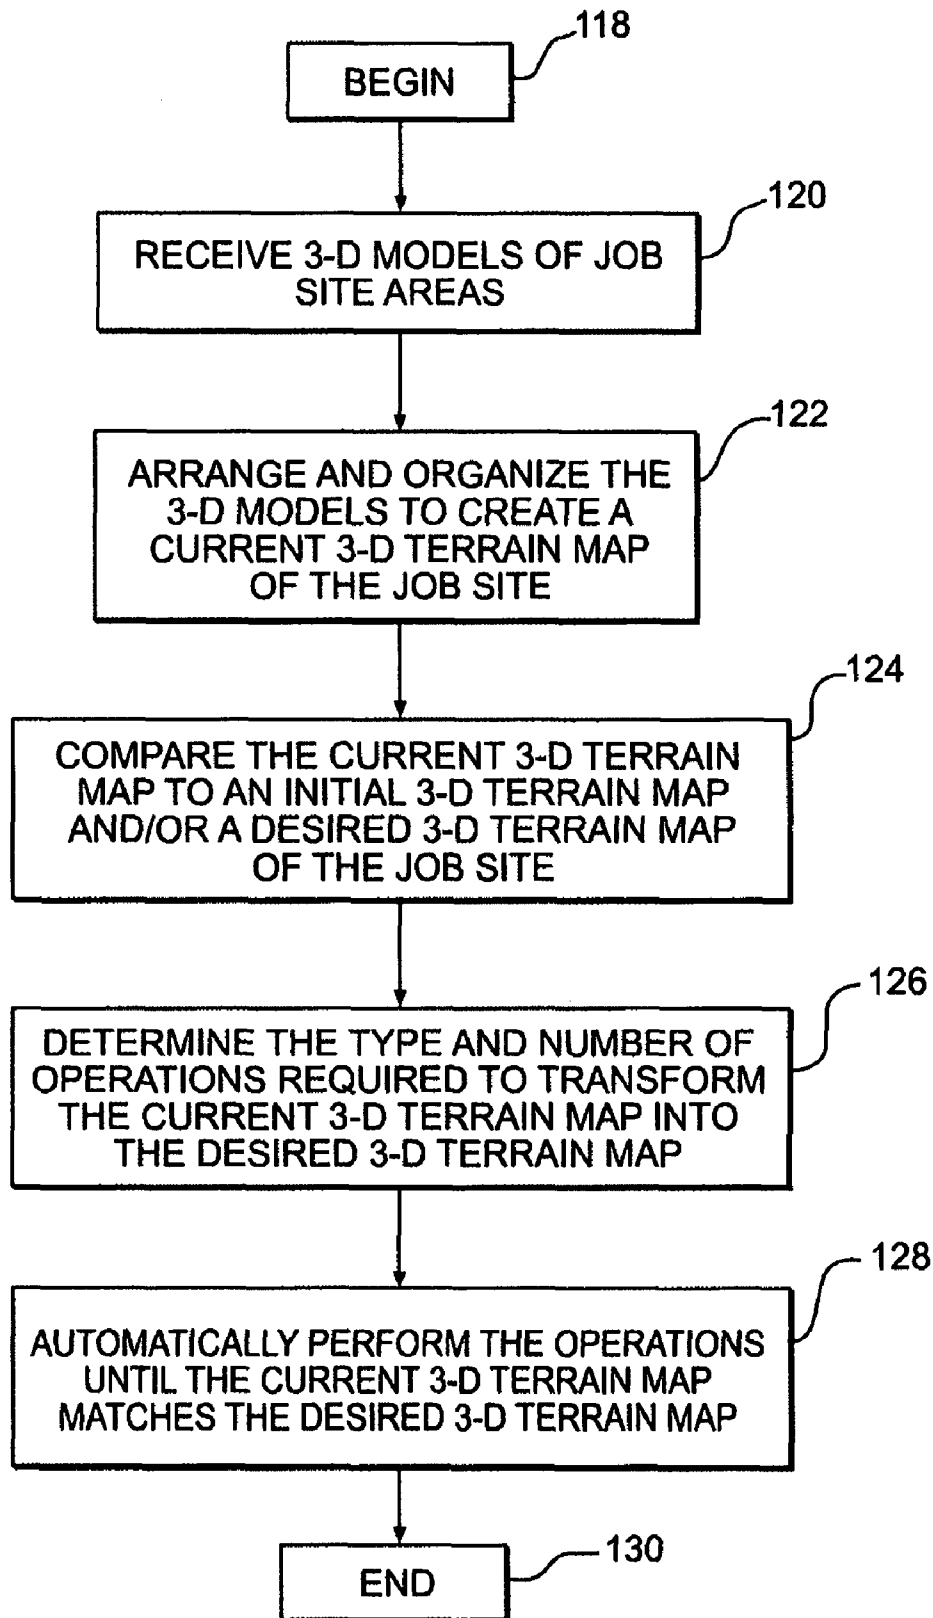 118
BEGIN
120
RECEIVE 3-D MODELS OF JOB
SITE AREAS
122
ARRANGE AND ORGANIZE THE
3-D MODELS TO CREATE A
CURRENT 3-D TERRAIN MAP
OF THE JOB SITE
124
COMPARE THE CURRENT 3-D TERRAIN
MAP TO AN INITIAL 3-D TERRAIN MAP
AND/OR A DESIRED 3-D TERRAIN MAP
OF THE JOB SITE
126
DETERMINE THE TYPE AND NUMBER OF
OPERATIONS REQUIRED TO TRANSFORM
THE CURRENT 3-D TERRAIN MAP INTO
THE DESIRED 3-D TERRAIN MAP
128
AUTOMATICALLY PERFORM THE OPERATIONS
UNTIL THE CURRENT 3-D TERRAIN MAP
MATCHES THE DESIRED 3-D TERRAIN MAP
130
END